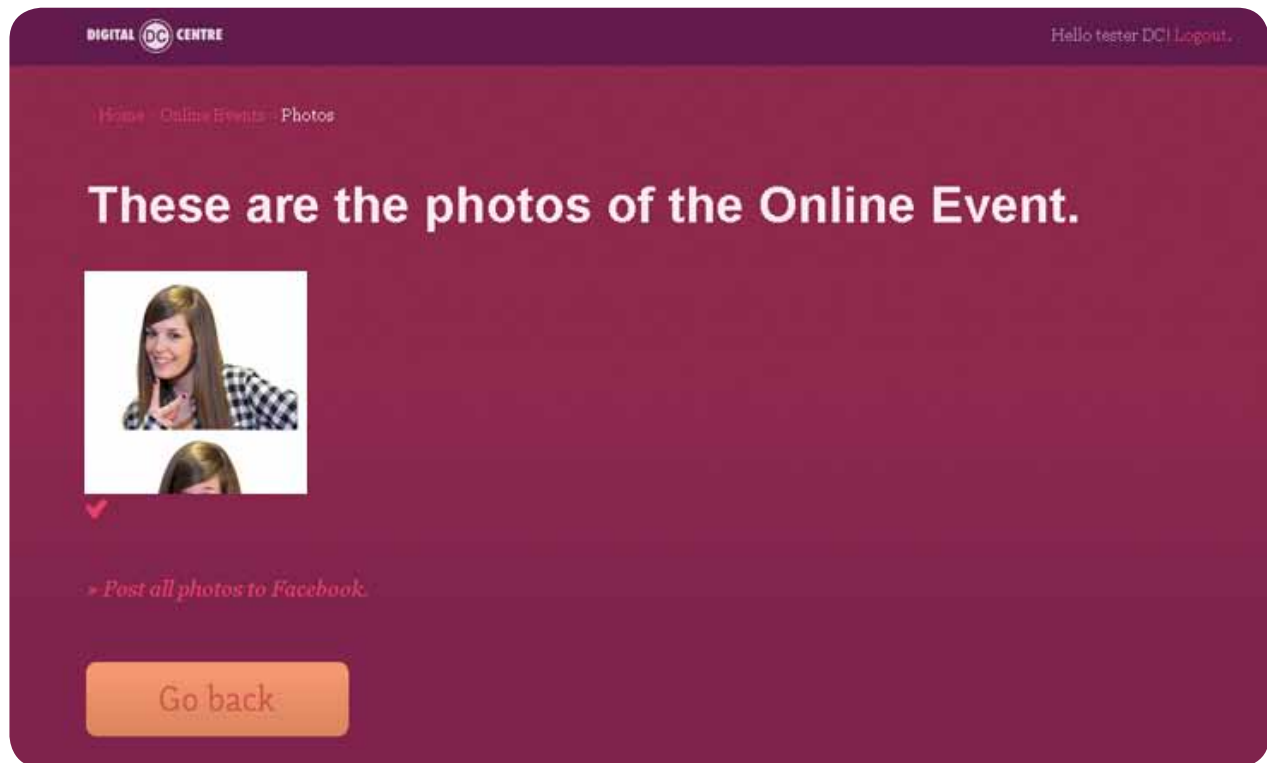 DIGITAL DC CENTRE
Hello tester DC! Logout.
› Home › Online Events › Photos
These are the photos of the Online Event.
» Post all photos to Facebook.
Go back